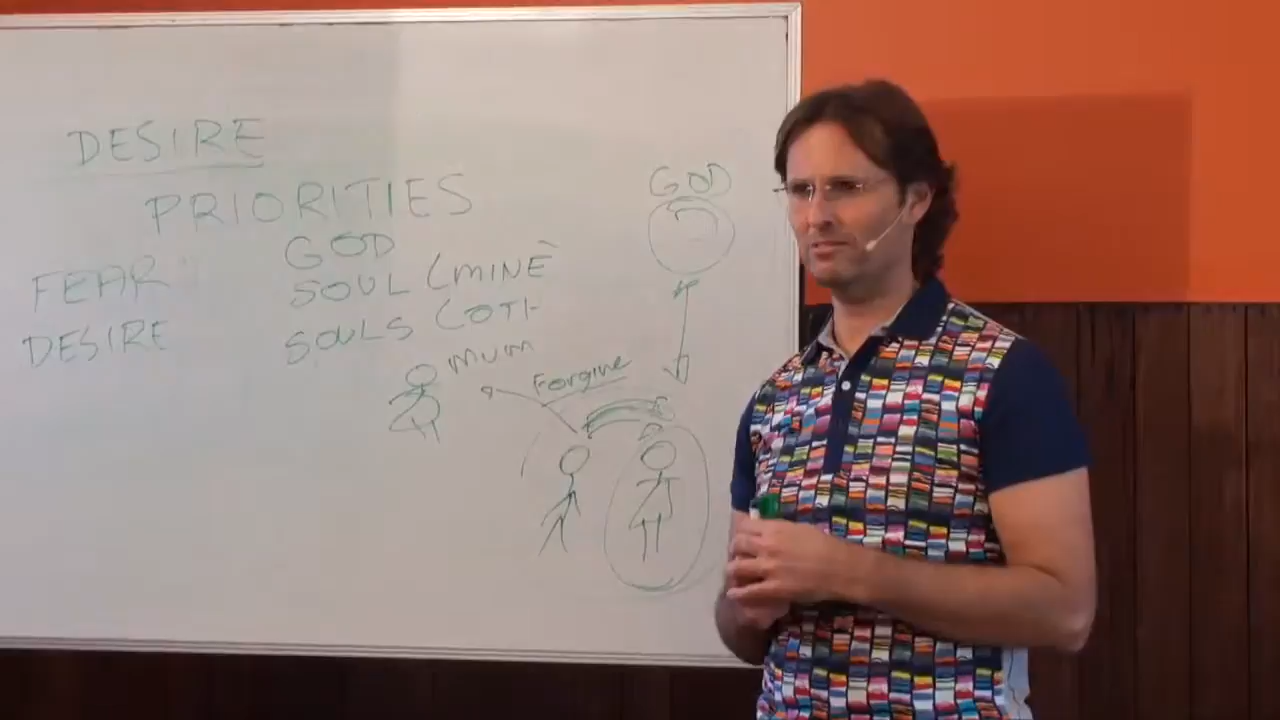 DESIRE
PRIORITIES
GOD
GOD
FEAR
SOUL (MINE
DESIRE
SOULS (OTH
MUM
Forgive